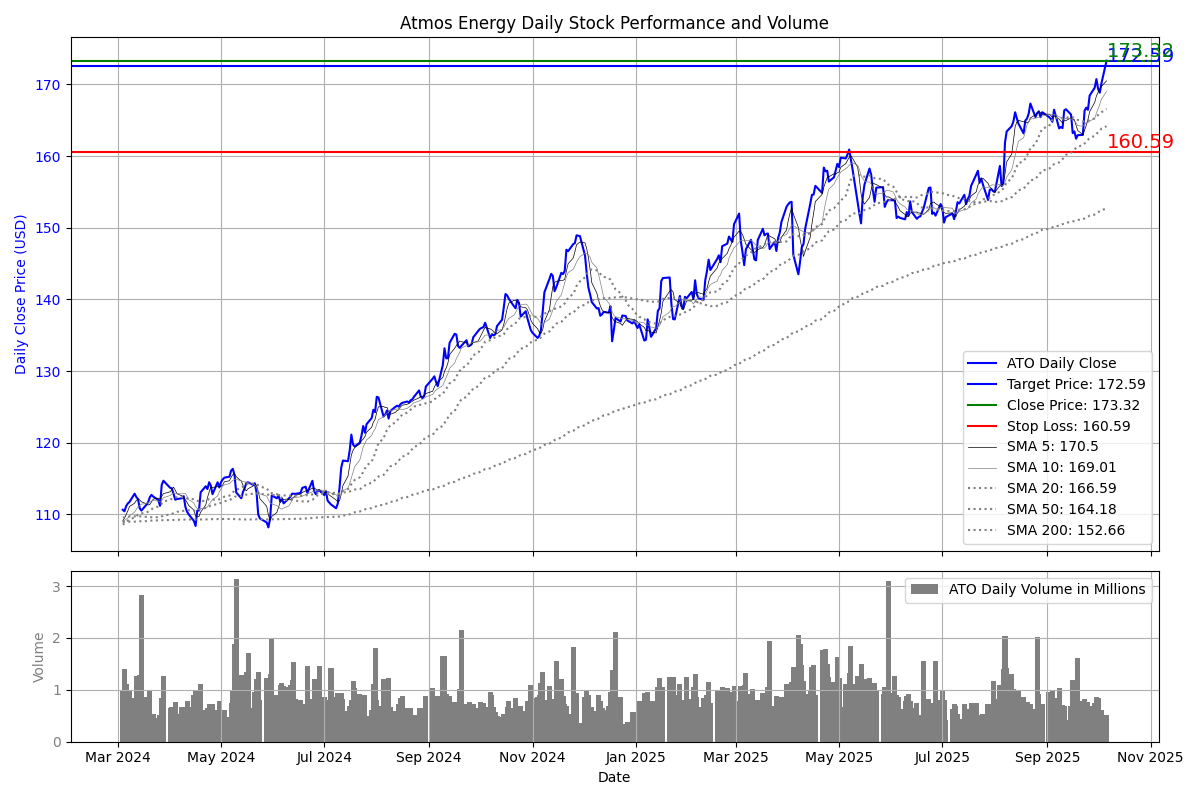 Atmos Energy Daily Stock Performance and Volume
173.32
172.59
170
160.59
160
150
140
130
120
110
Daily Close Price (USD)
ATO Daily Close
Target Price: 172.59
Close Price: 173.32
Stop Loss: 160.59
SMA 5: 170.5
SMA 10: 169.01
SMA 20: 166.59
SMA 50: 164.18
SMA 200: 152.66
ATO Daily Volume in Millions
3
2
1
0
Volume
Mar 2024 May 2024 Jul 2024 Sep 2024 Nov 2024 Jan 2025 Mar 2025 May 2025 Jul 2025 Sep 2025 Nov 2025
Date